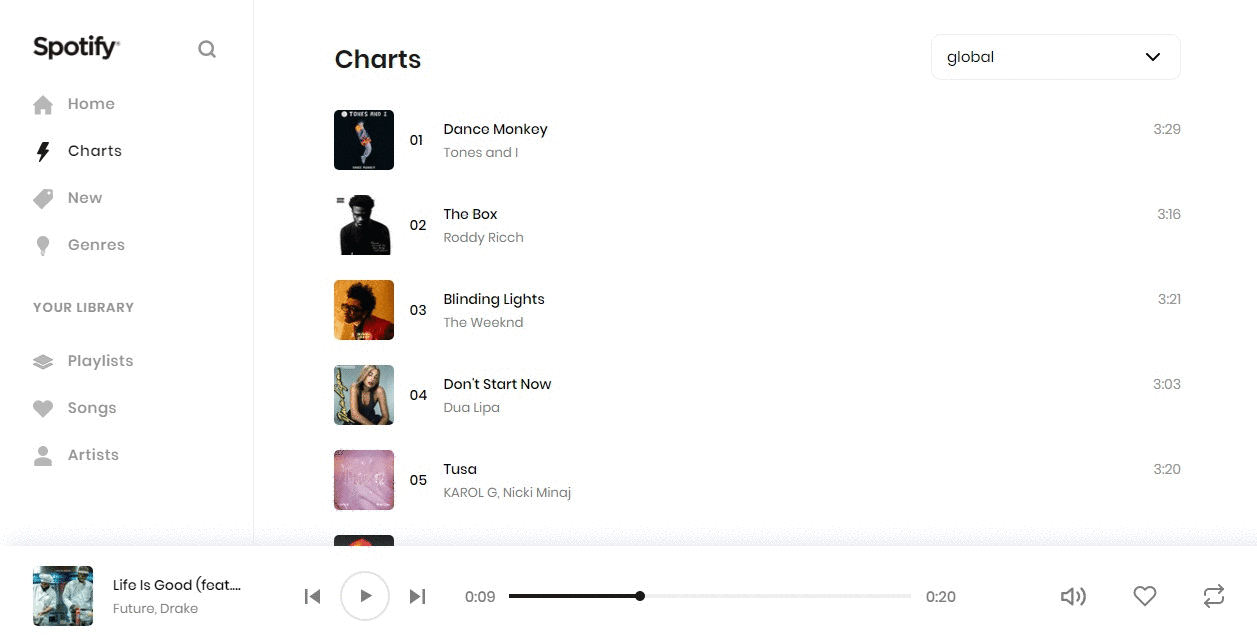 Spotify®
Home
Charts
New
Genres
YOUR LIBRARY
Playlists
Songs
Artists
Charts
global
TONES AND I
DANCE MONKEY
01
Dance Monkey
Tones and I
3:29
02
The Box
Roddy Ricch
3:16
03
Blinding Lights
The Weeknd
3:21
04
Don't Start Now
Dua Lipa
3:03
05
Tusa
KAROL G, Nicki Minaj
3:20
Life Is Good (feat....
Future, Drake
0:09
0:20